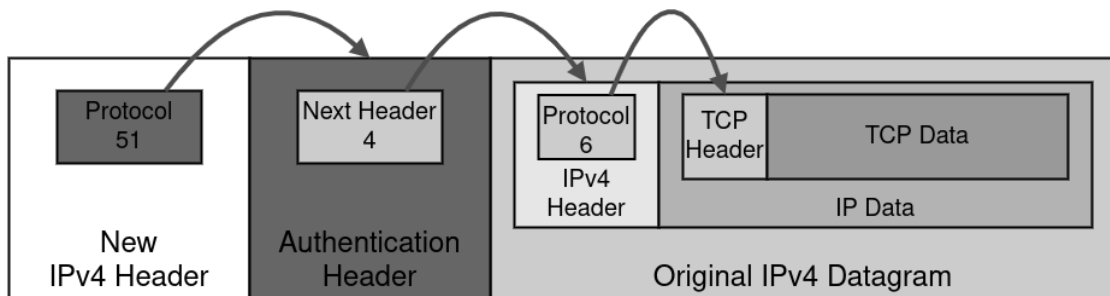 Protocol
51
New
IPv4 Header
Next Header
4
Authentication
Header
Protocol
6
IPv4
Header
TCP
Header
TCP Data
IP Data
Original IPv4 Datagram